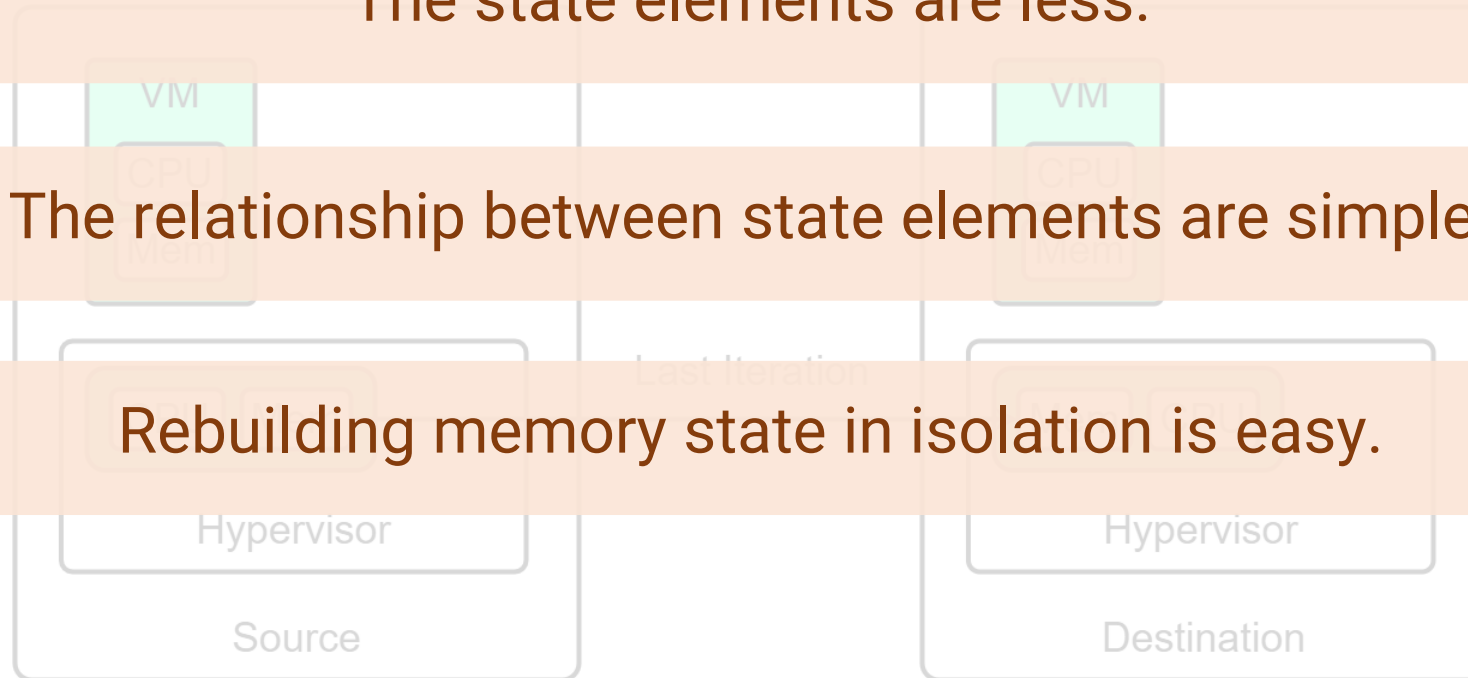 The state elements are less.
VM VM
CPU CPU
The relationship between state elements are simple
Mem Mem
Last Iteration
Rebuilding memory state in isolation is easy.
Hypervisor Hypervisor
Source Destination